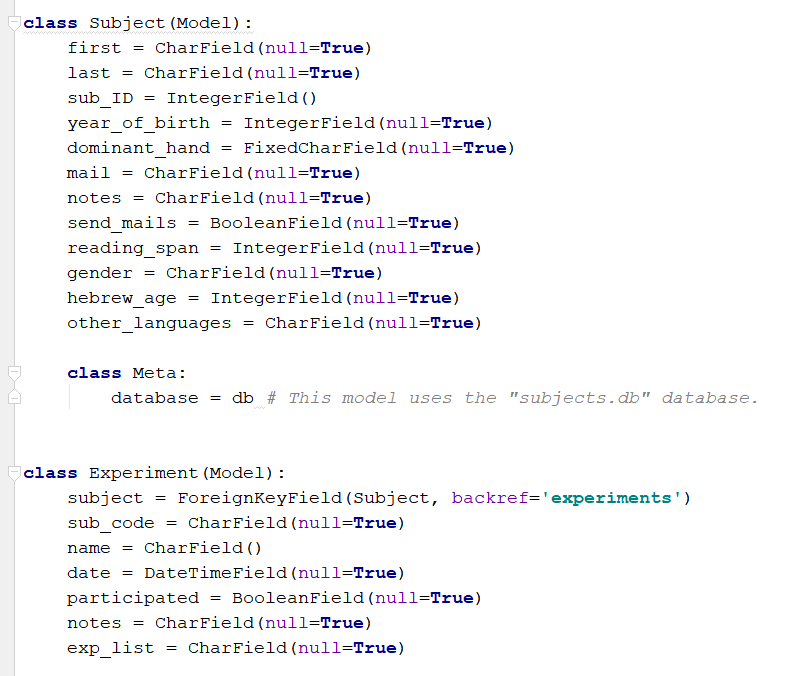 class Subject(Model):
    first = CharField(null=True)
    last = CharField(null=True)
    sub_ID = IntegerField()
    year_of_birth = IntegerField(null=True)
    dominant_hand = FixedCharField(null=True)
    mail = CharField(null=True)
    notes = CharField(null=True)
    send_mails = BooleanField(null=True)
    reading_span = IntegerField(null=True)
    gender = CharField(null=True)
    hebrew_age = IntegerField(null=True)
    other_languages = CharField(null=True)
    class Meta:
        database = db # This model uses the "subjects.db" database.
class Experiment(Model):
    subject = ForeignKeyField(Subject, backref='experiments')
    sub_code = CharField(null=True)
    name = CharField()
    date = DateTimeField(null=True)
    participated = BooleanField(null=True)
    notes = CharField(null=True)
    exp_list = CharField(null=True)